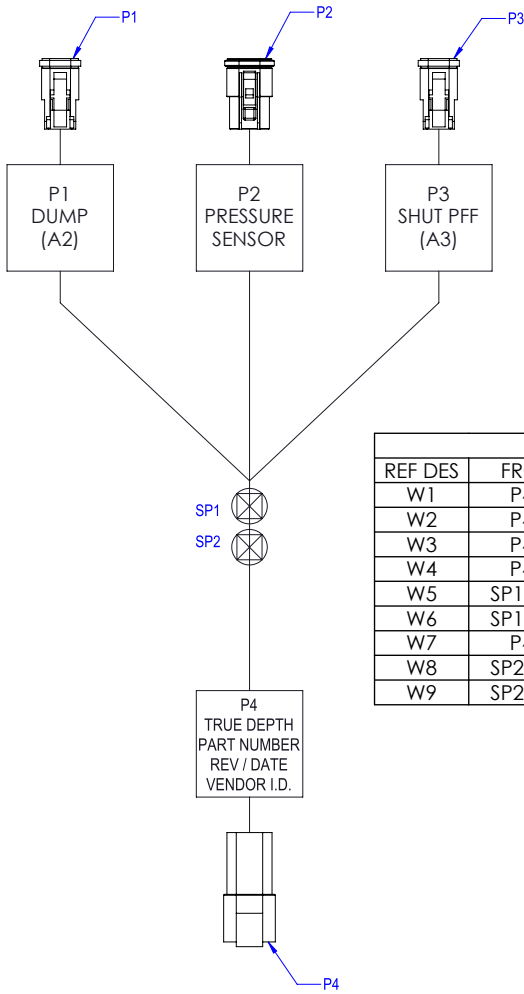 P1
P2
P3
P1
DUMP
(A2)
P2
PRESSURE
SENSOR
P3
SHUT PFF
(A3)
SP1
SP2
REF DES FR
W1 P
W2 P
W3 P
W4 P
W5 SP1
W6 SP1
W7 P
W8 SP2
W9 SP2
P4
TRUE DEPTH
PART NUMBER
REV / DATE
VENDOR I.D.
P4